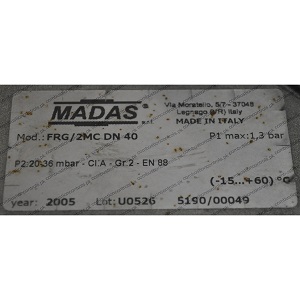 MADAS
Via Moratello, 5/7 - 37048
Legnago (VR) Italy
MADE IN ITALY
Mod.: FRG/2MC DN 40
P1 max:1,3 bar
P2:20-36 mbar - Cl.A - Gr.2 - EN 88
(-15...+60) °C
year: 2005 Lot: U0526 5190/00049